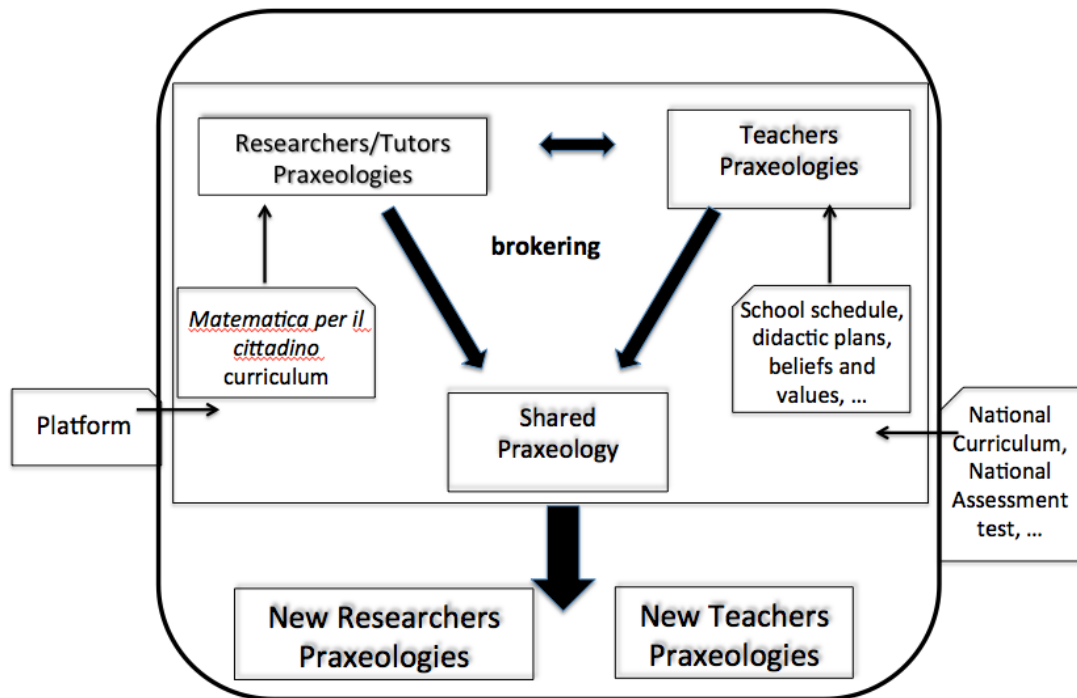 Researchers/Tutors
Praxeologies
Teachers
Praxeologies
brokering
Matematica per il
cittadino
curriculum
School schedule,
didactic plans,
beliefs and
values, ...
Platform
Shared
Praxeology
National
Curriculum,
National
Assessment
test, ...
New Researchers
Praxeologies
New Teachers
Praxeologies